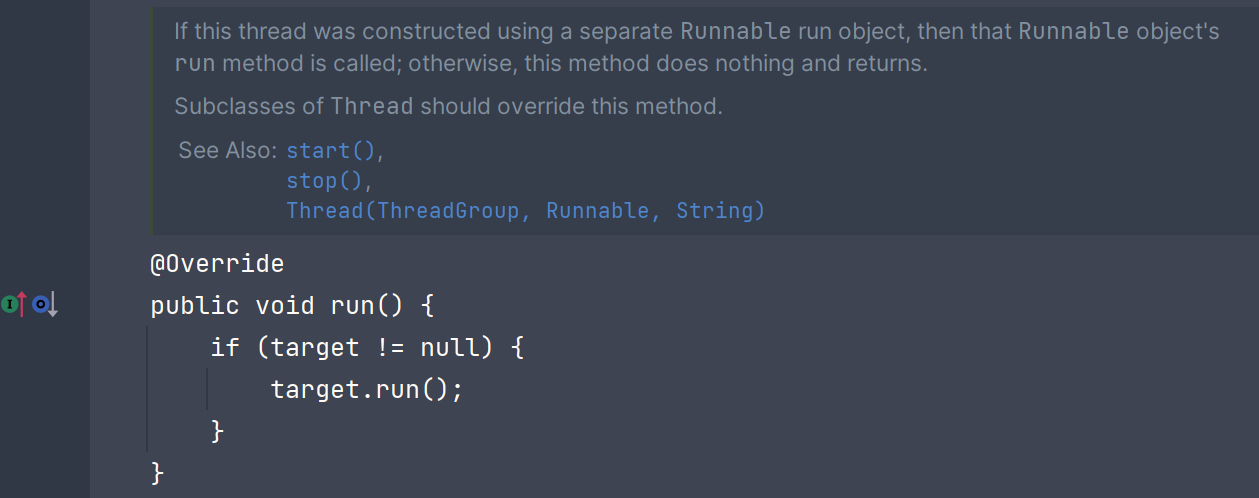 If this thread was constructed using a separate Runnable run object, then that Runnable object's
run method is called; otherwise, this method does nothing and returns.
Subclasses of Thread should override this method.
See Also: start(),
stop(),
Thread(ThreadGroup, Runnable, String)
@Override
public void run() {
if (target != null) {
target.run();
}
}